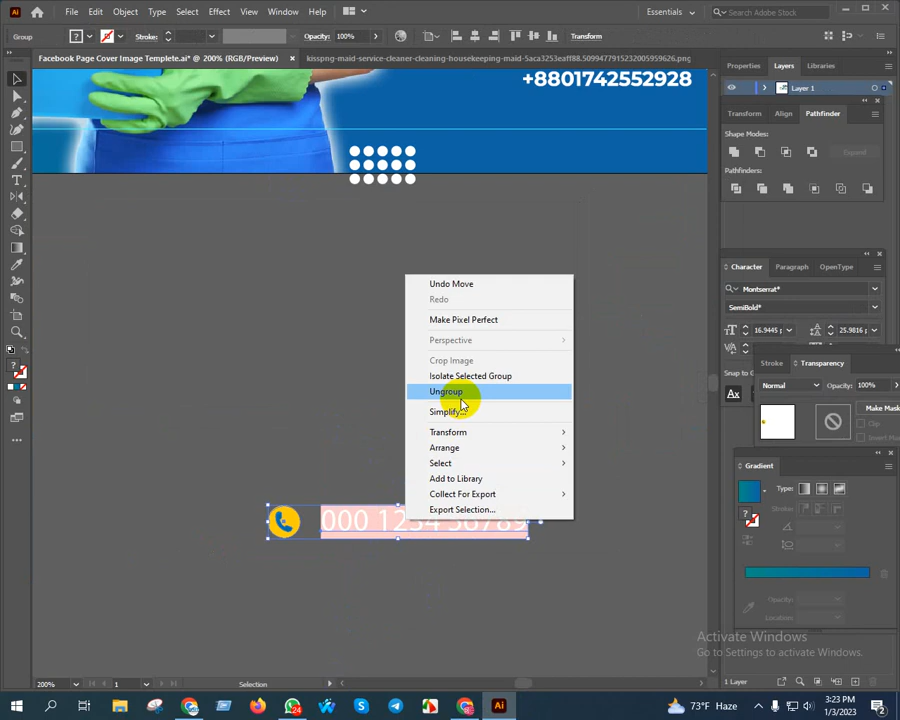 File Edit Object Type Select Effect View Window Help
Essentials
Search Adobe Stock
Group
Stroke:
Opacity: 100%
Transform
Facebook Page Cover Image Templete.ai* @ 200% (RGB/Preview) ×
kisspng-maid-service-cleaner-cleaning-housekeeping-maid-5aca3253eaff88.5909947915232005959626.png
Properties Layers Libraries
+8801742552928
Layer 1
Transform Align Pathfinder
Shape Modes:
Expand
Pathfinders:
Character Paragraph OpenType
Montserrat*
SemiBold*
16.9445
25.9816
Stroke Transparency
Snap to G
Normal Opacity: 100%
Make Mask
Clip
Invert Mask
Gradient
Type:
Stroke:
Opacity:
Location:
Undo Move
Redo
Make Pixel Perfect
Perspective
Crop Image
Isolate Selected Group
Ungroup
Simplify...
Transform
Arrange
Select
Add to Library
Collect For Export
Export Selection...
000 1234 56789
Activate Windows
Go to Settings to activate Windows.
200% 1 Selection
1 Layer
73°F Haze
3:23 PM
1/3/2023